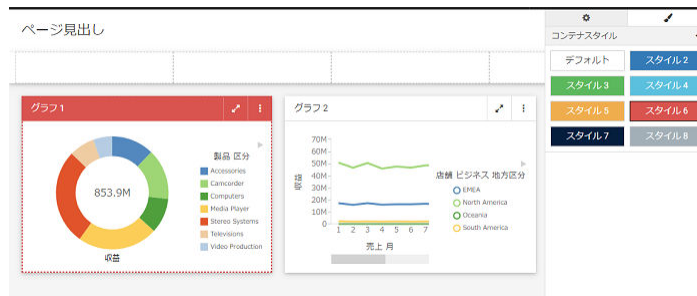 ページ見出し
コンテナスタイル
デフォルト
スタイル 2
スタイル 3
スタイル 4
スタイル 5
スタイル 6
スタイル 7
スタイル 8
グラフ 1
製品 区分
Accessories
Camcorder
Computers
Media Player
Stereo Systems
Televisions
Video Production
853.9M
収益
グラフ 2
70M
60M
50M
40M
30M
20M
10M
0
収益
1 2 3 4 5 6 7
売上 月
店舗 ビジネス 地方区分
EMEA
North America
Oceania
South America